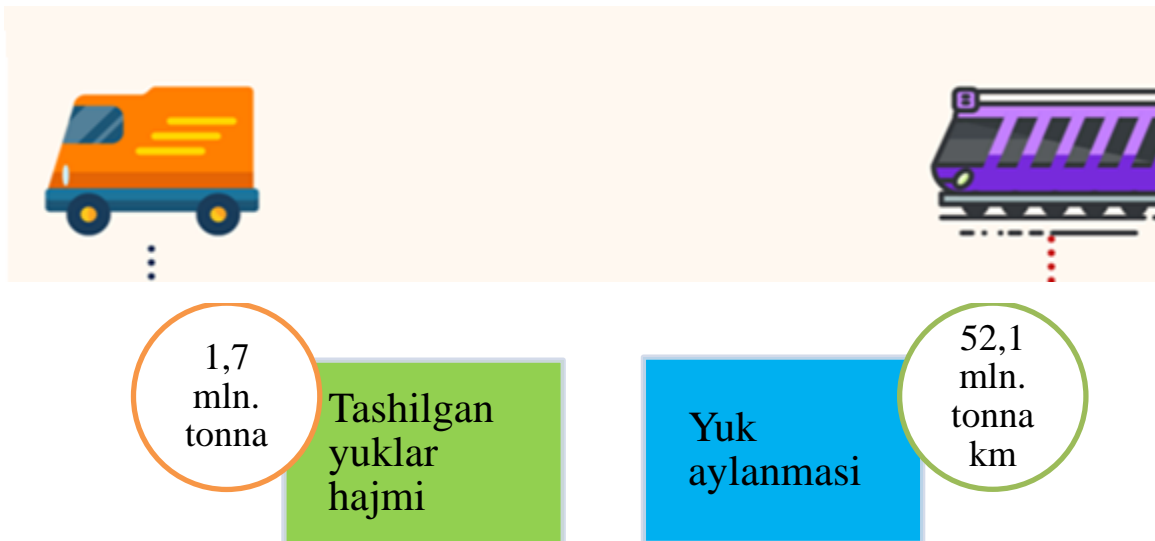 1,7
mln.
tonna
Tashilgan
yuklar
hajmi
Yuk
aylanmasi
52,1
mln.
tonna
km